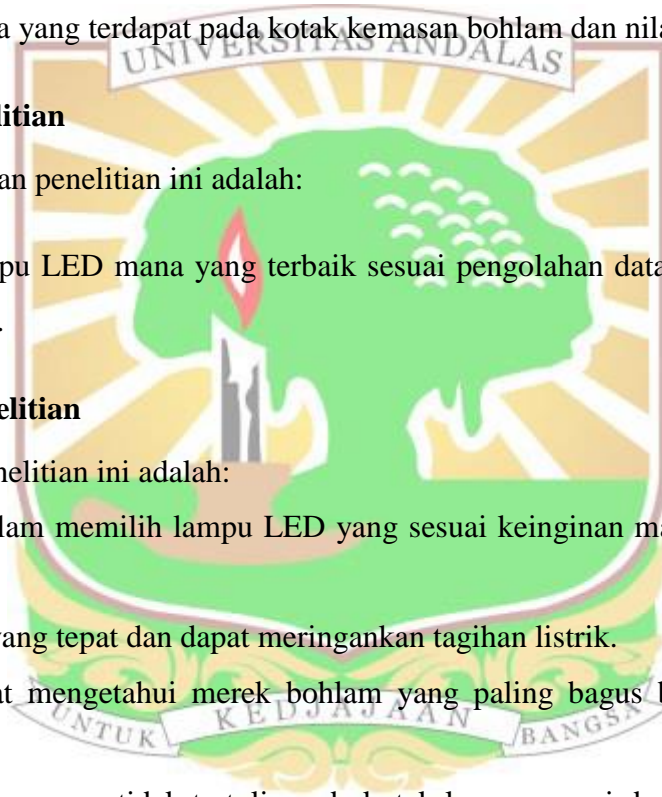 a yang terdapat pada kotak kemasan bohlam dan nila
UNIVERSITAS ANDALAS
litian
an penelitian ini adalah:
pu LED mana yang terbaik sesuai pengolahan data
.
elitian
nelitian ini adalah:
lam memilih lampu LED yang sesuai keinginan ma
yang tepat dan dapat meringankan tagihan listrik.
at mengetahui merek bohlam yang paling bagus b
UNTUK KEDJAJAAN BANGSA